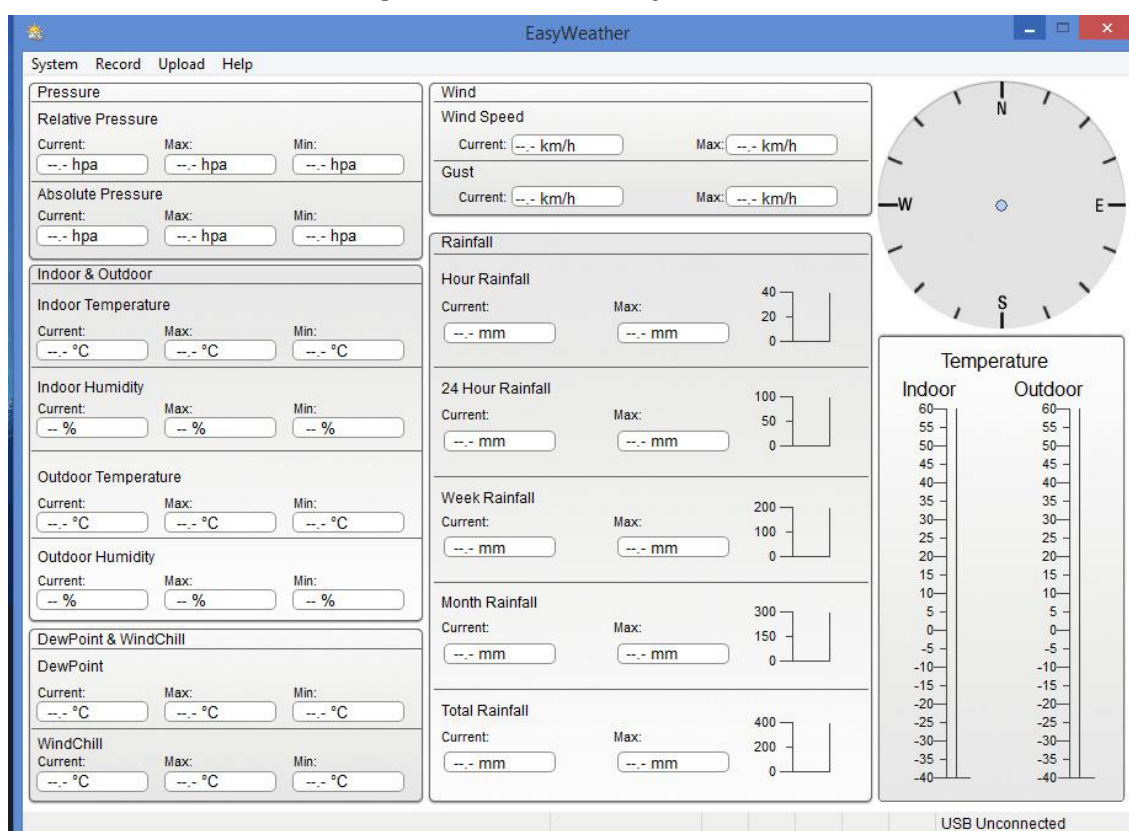 EasyWeather
System Record Upload Help
Pressure
Relative Pressure
Current: Max: Min:
--.- hpa --.- hpa --.- hpa
Absolute Pressure
Current: Max: Min:
--.- hpa --.- hpa --.- hpa
Indoor & Outdoor
Indoor Temperature
Current: Max: Min:
--.- °C --.- °C --.- °C
Indoor Humidity
Current: Max: Min:
-- % -- % -- %
Outdoor Temperature
Current: Max: Min:
--.- °C --.- °C --.- °C
Outdoor Humidity
Current: Max: Min:
-- % -- % -- %
DewPoint & WindChill
DewPoint
Current: Max: Min:
--.- °C --.- °C --.- °C
WindChill
Current: Max: Min:
--.- °C --.- °C --.- °C
Wind
Wind Speed
Current: --.- km/h Max: --.- km/h
Gust
Current: --.- km/h Max: --.- km/h
Rainfall
Hour Rainfall
Current: Max:
--.- mm --.- mm
40
20
0
24 Hour Rainfall
Current: Max:
--.- mm --.- mm
100
50
0
Week Rainfall
Current: Max:
--.- mm --.- mm
200
100
0
Month Rainfall
Current: Max:
--.- mm --.- mm
300
150
0
Total Rainfall
Current: Max:
--.- mm --.- mm
400
200
0
N
W E
S
Temperature
Indoor Outdoor
60 60
55 55
50 50
45 45
40 40
35 35
30 30
25 25
20 20
15 15
10 10
5 5
0 0
-5 -5
-10 -10
-15 -15
-20 -20
-25 -25
-30 -30
-35 -35
-40 -40
USB Unconnected